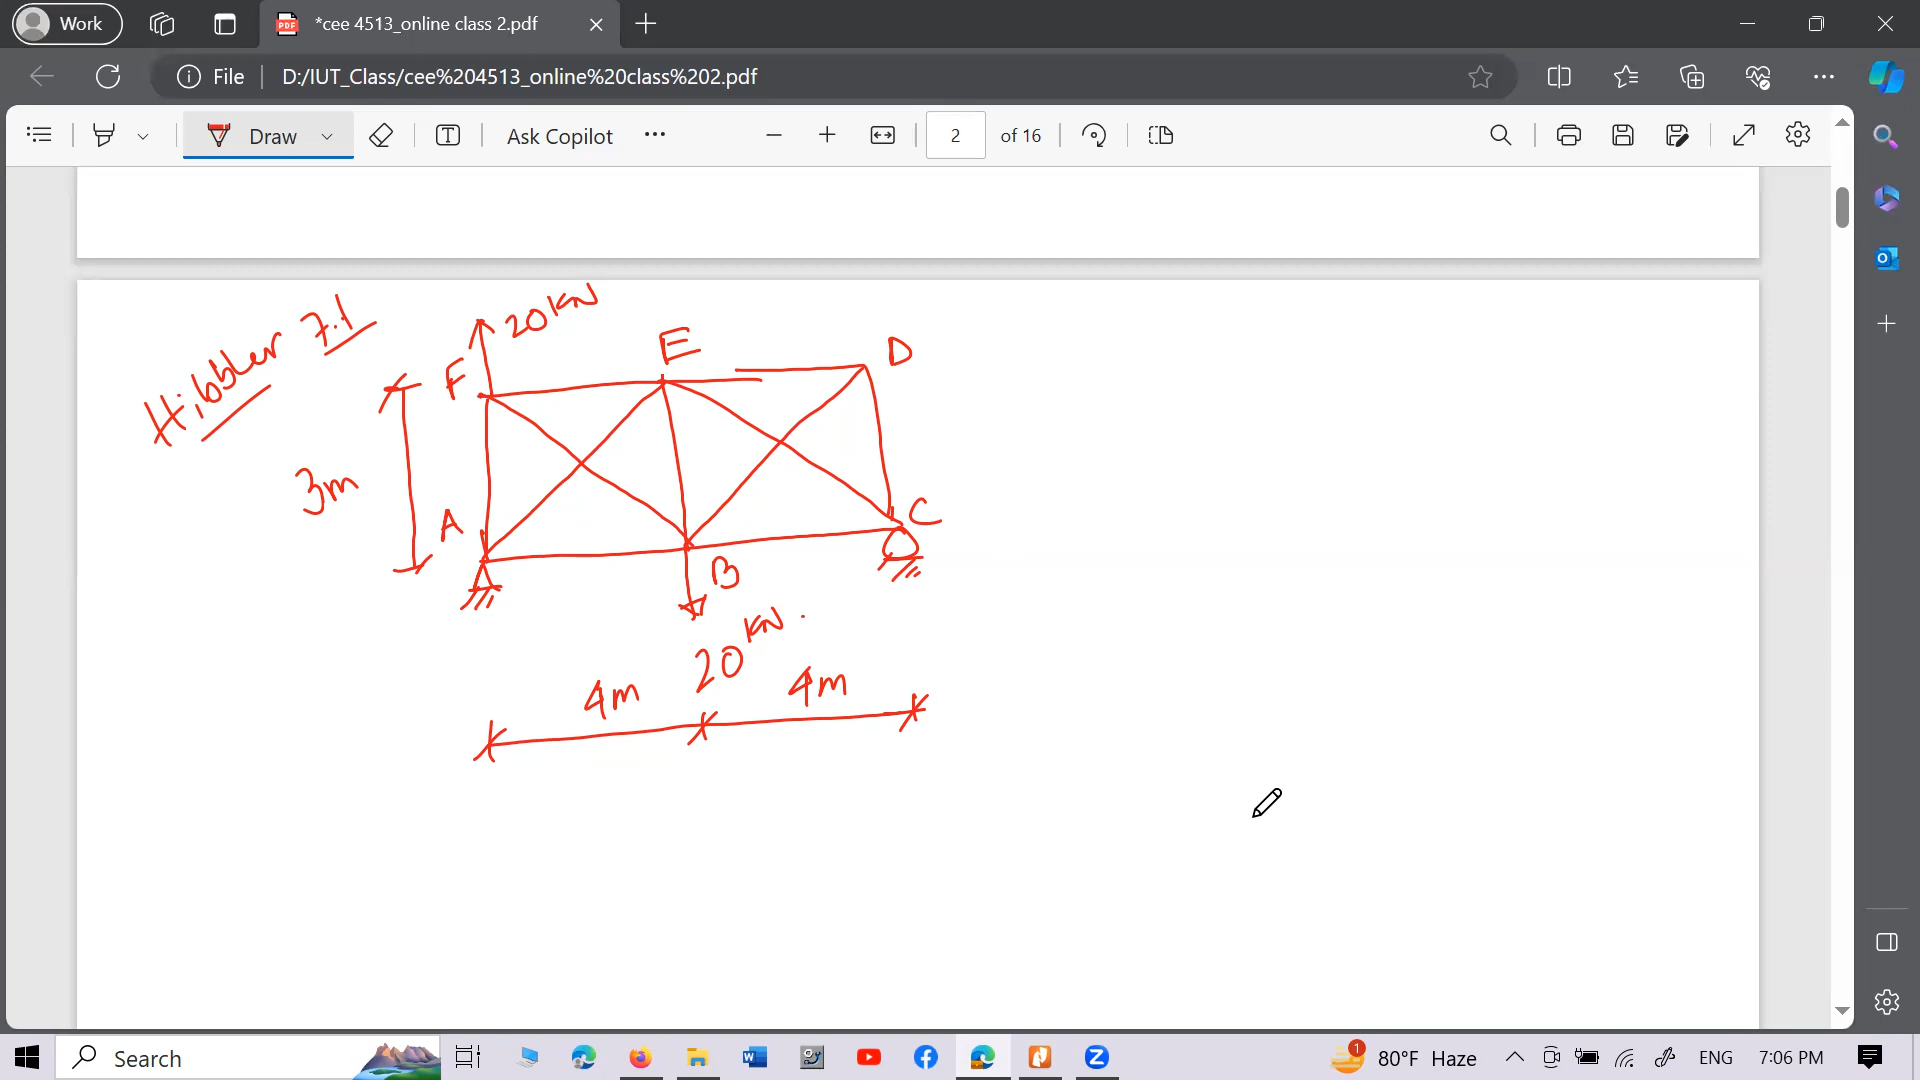 Work
*cee 4513_online class 2.pdf
File
D:/IUT_Class/cee%204513_online%20class%202.pdf
Draw
Ask Copilot
2 of 16
Hibbler 7.1
20 KN
F
E
D
3m
A
B
C
20 KN.
4m
4m
Search
80°F Haze
ENG
7:06 PM